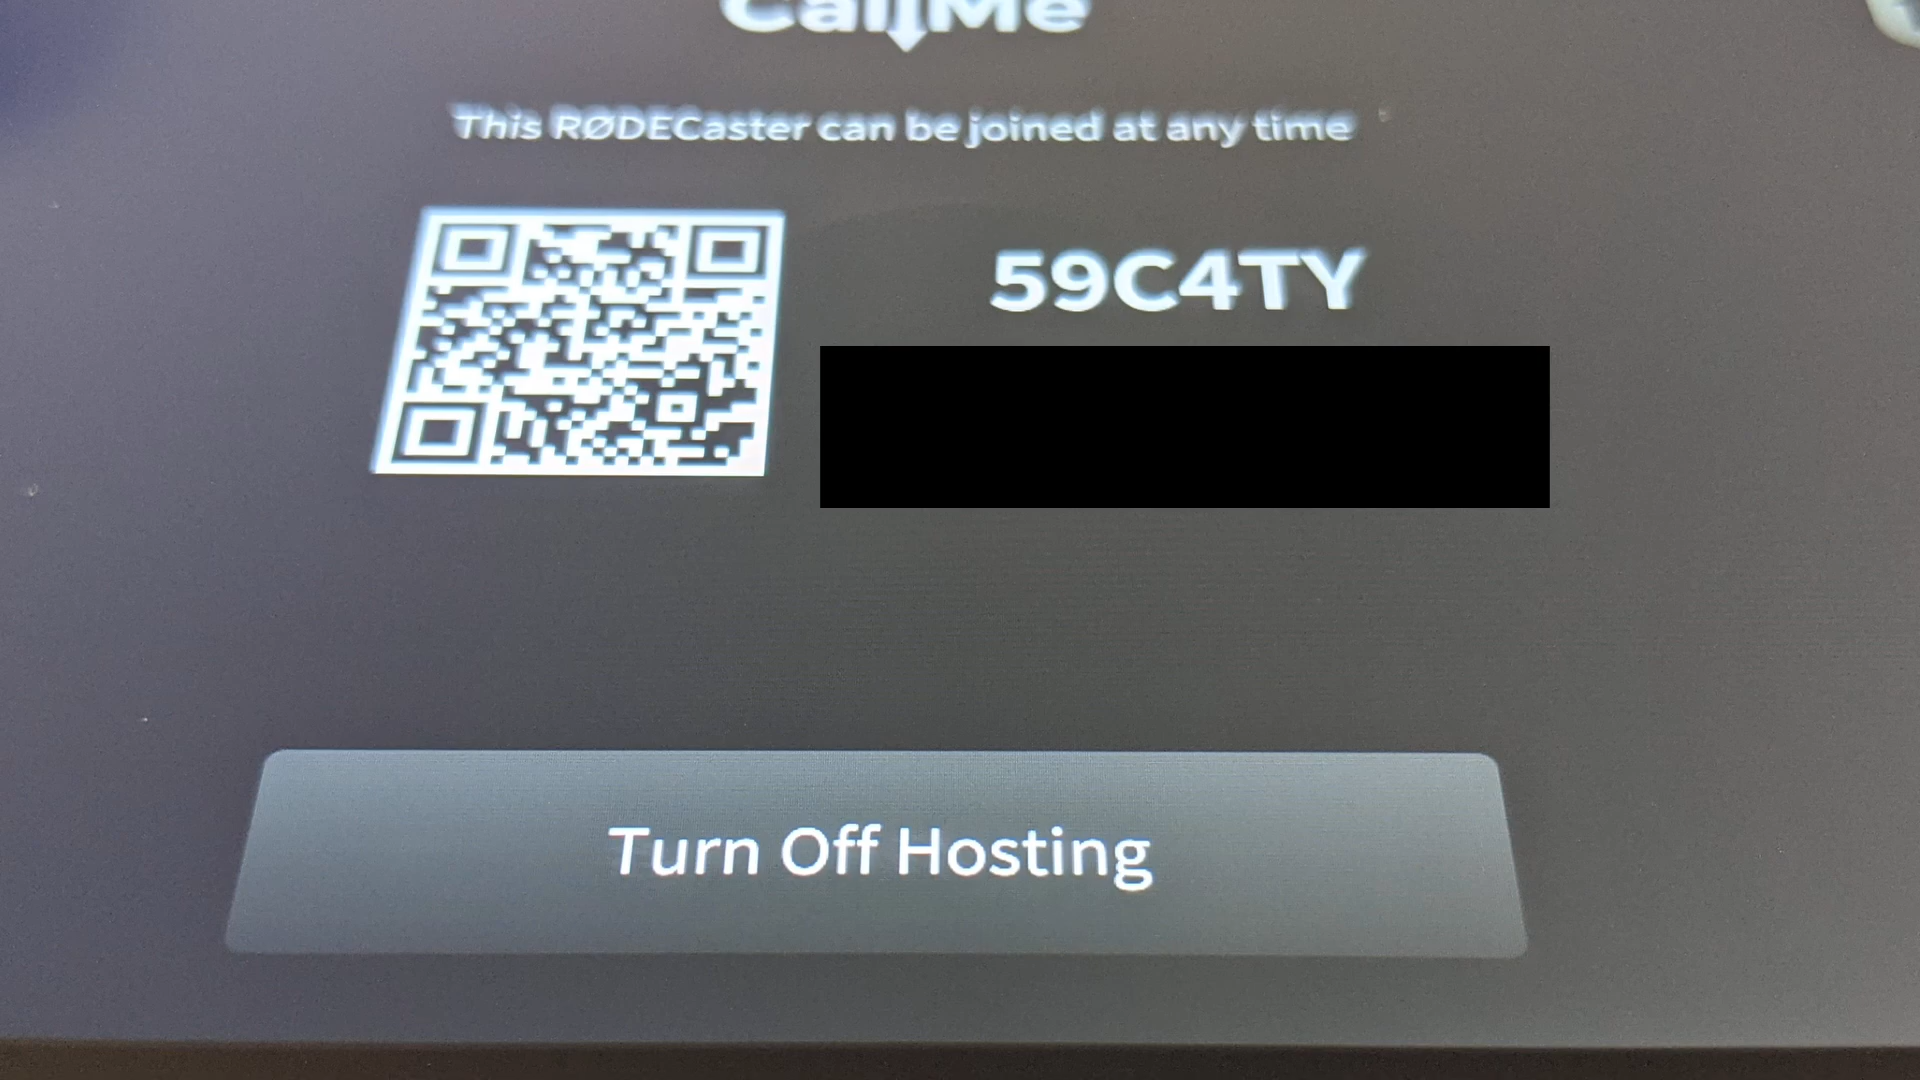 CallMe
This RØDECaster can be joined at any time
59C4TY
Turn Off Hosting